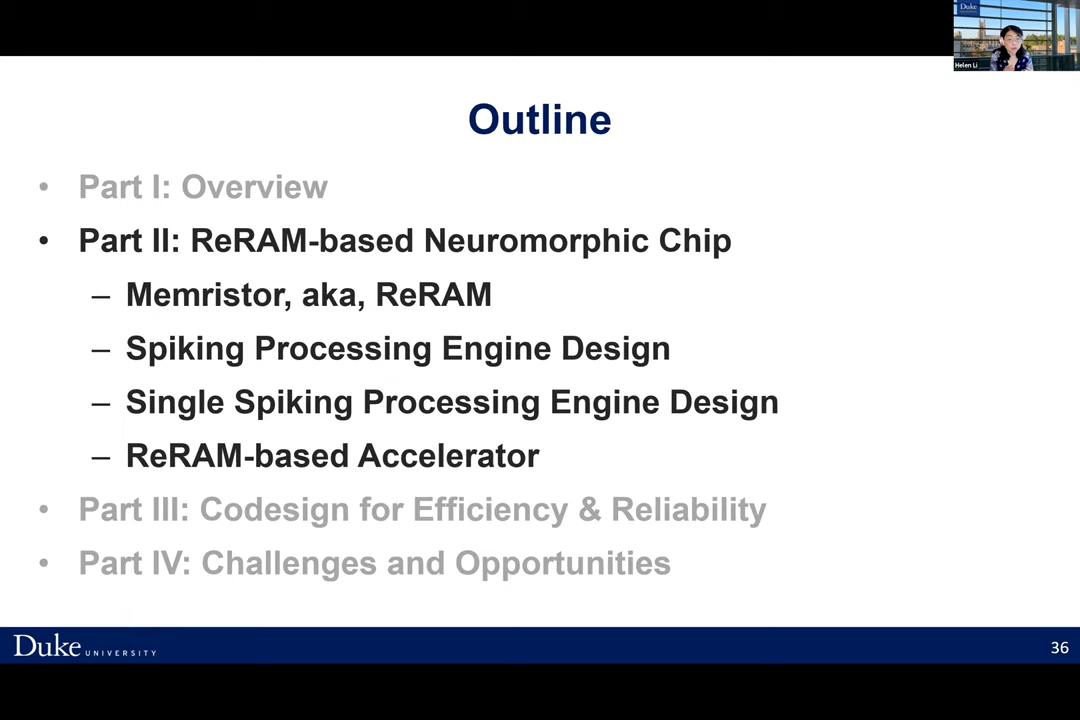 Duke
Helen Li
Outline
• Part I: Overview
• Part II: ReRAM-based Neuromorphic Chip
– Memristor, aka, ReRAM
– Spiking Processing Engine Design
– Single Spiking Processing Engine Design
– ReRAM-based Accelerator
• Part III: Codesign for Efficiency & Reliability
• Part IV: Challenges and Opportunities
Duke UNIVERSITY
36